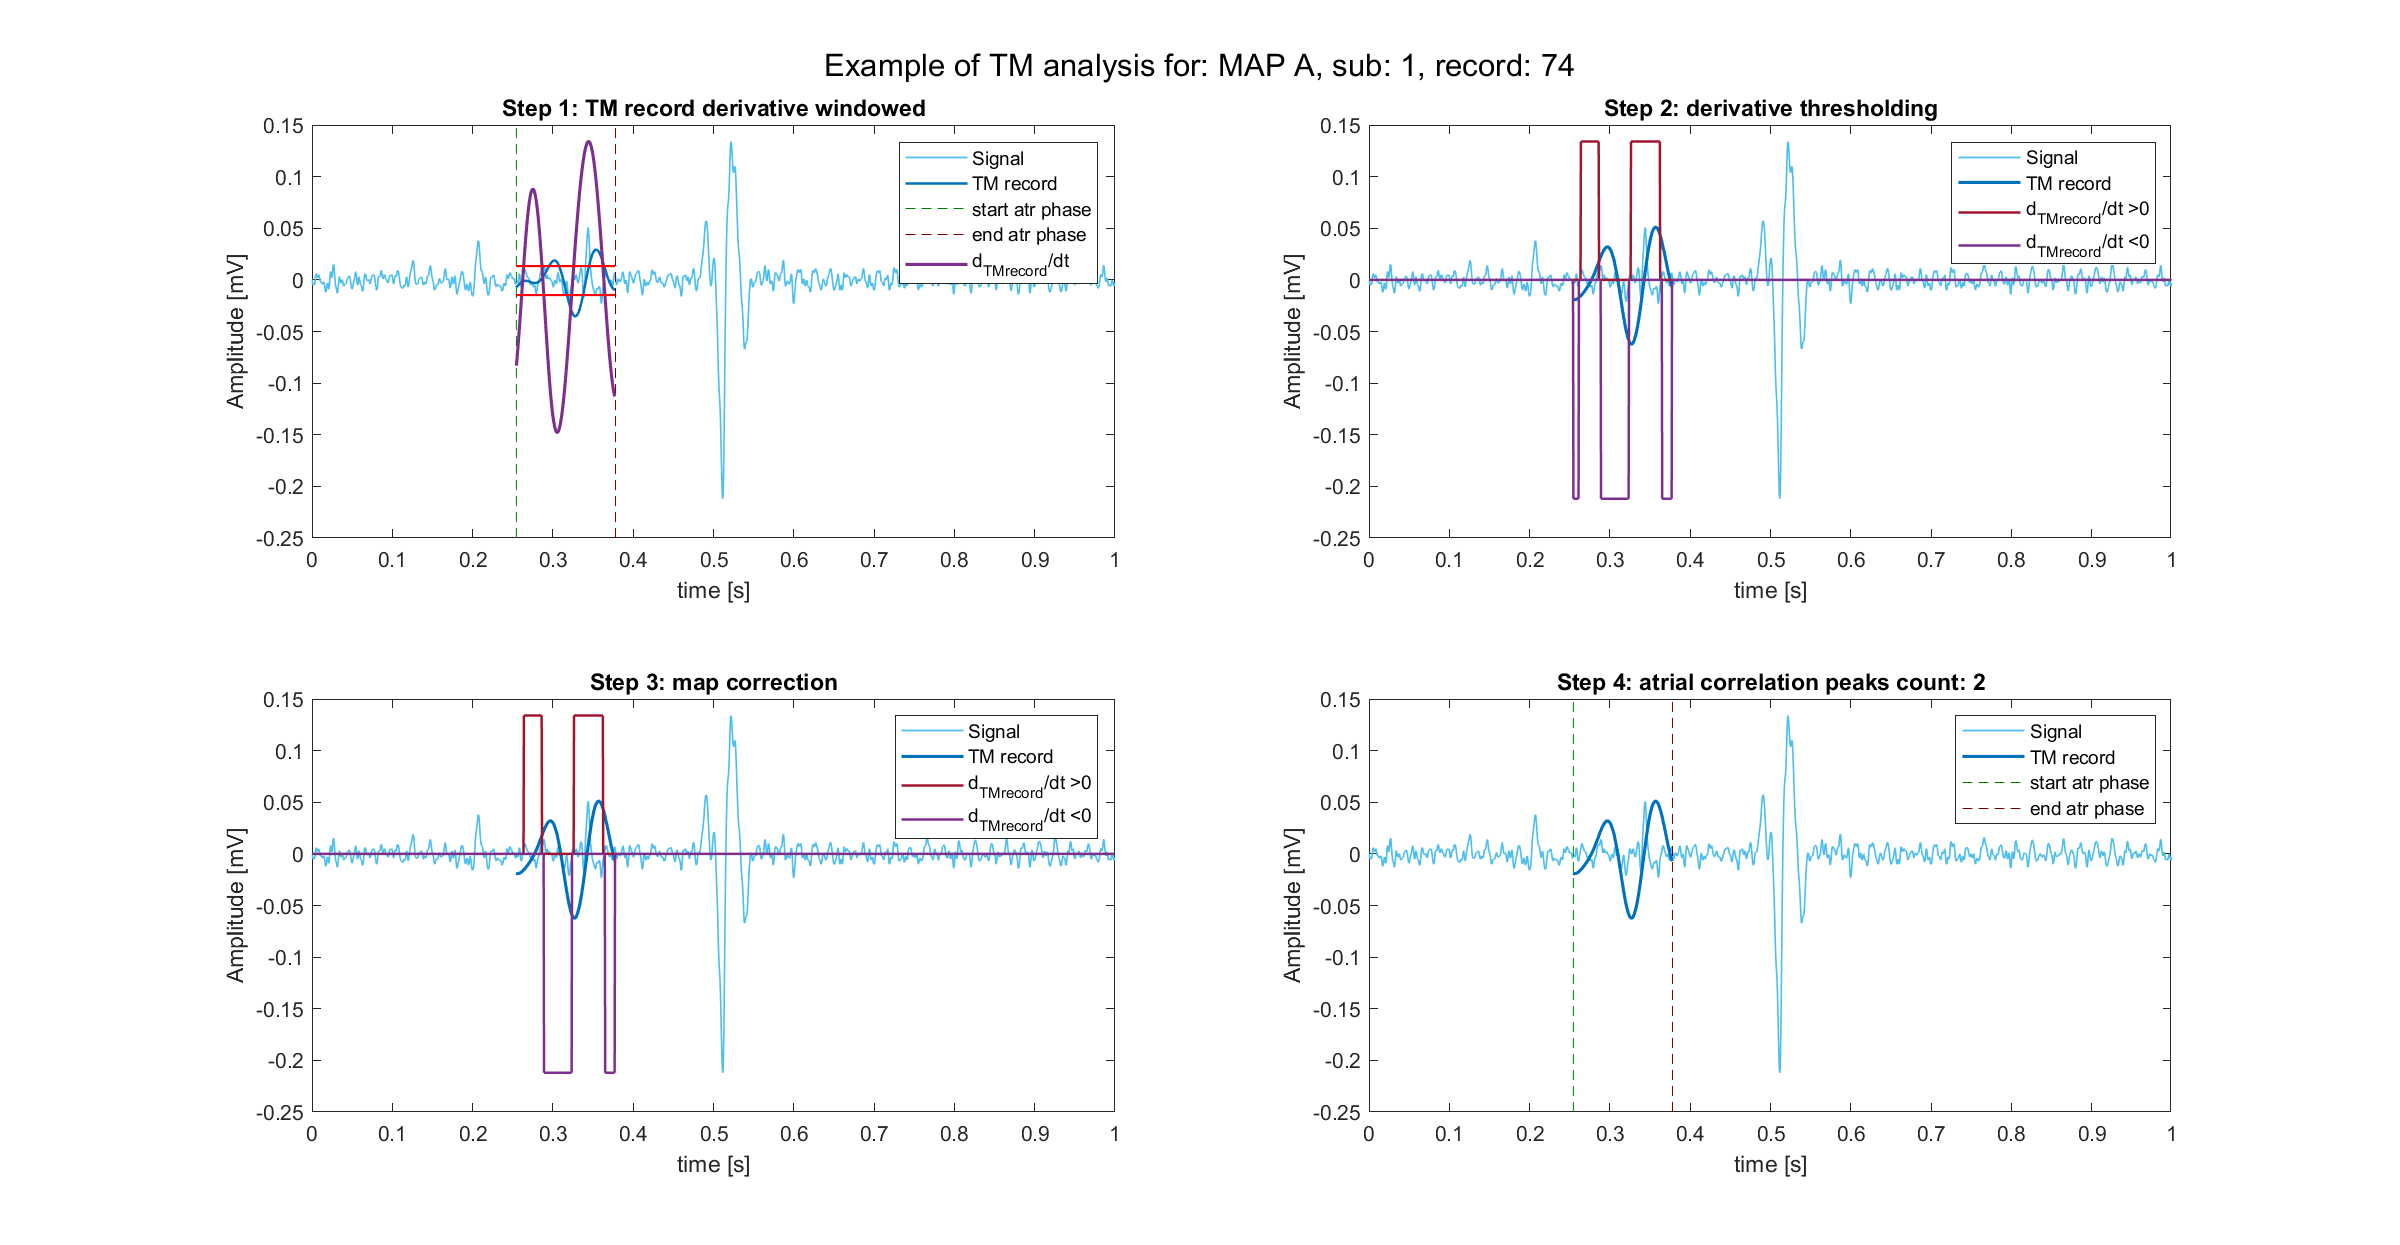 Example of TM analysis for: MAP A, sub: 1, record: 74
Step 1: TM record derivative windowed
0.15
0.1
0.05
0
-0.05
-0.1
-0.15
-0.2
-0.25
Amplitude [mV]
0 0.1 0.2 0.3 0.4 0.5 0.6 0.7 0.8 0.9 1
time [s]
Signal
TM record
start atr phase
end atr phase
dTMrecord/dt
Step 2: derivative thresholding
0.15
0.1
0.05
0
-0.05
-0.1
-0.15
-0.2
-0.25
Amplitude [mV]
0 0.1 0.2 0.3 0.4 0.5 0.6 0.7 0.8 0.9 1
time [s]
Signal
TM record
dTMrecord/dt >0
dTMrecord/dt <0
Step 3: map correction
0.15
0.1
0.05
0
-0.05
-0.1
-0.15
-0.2
-0.25
Amplitude [mV]
0 0.1 0.2 0.3 0.4 0.5 0.6 0.7 0.8 0.9 1
time [s]
Signal
TM record
dTMrecord/dt >0
dTMrecord/dt <0
Step 4: atrial correlation peaks count: 2
0.15
0.1
0.05
0
-0.05
-0.1
-0.15
-0.2
-0.25
Amplitude [mV]
0 0.1 0.2 0.3 0.4 0.5 0.6 0.7 0.8 0.9 1
time [s]
Signal
TM record
start atr phase
end atr phase